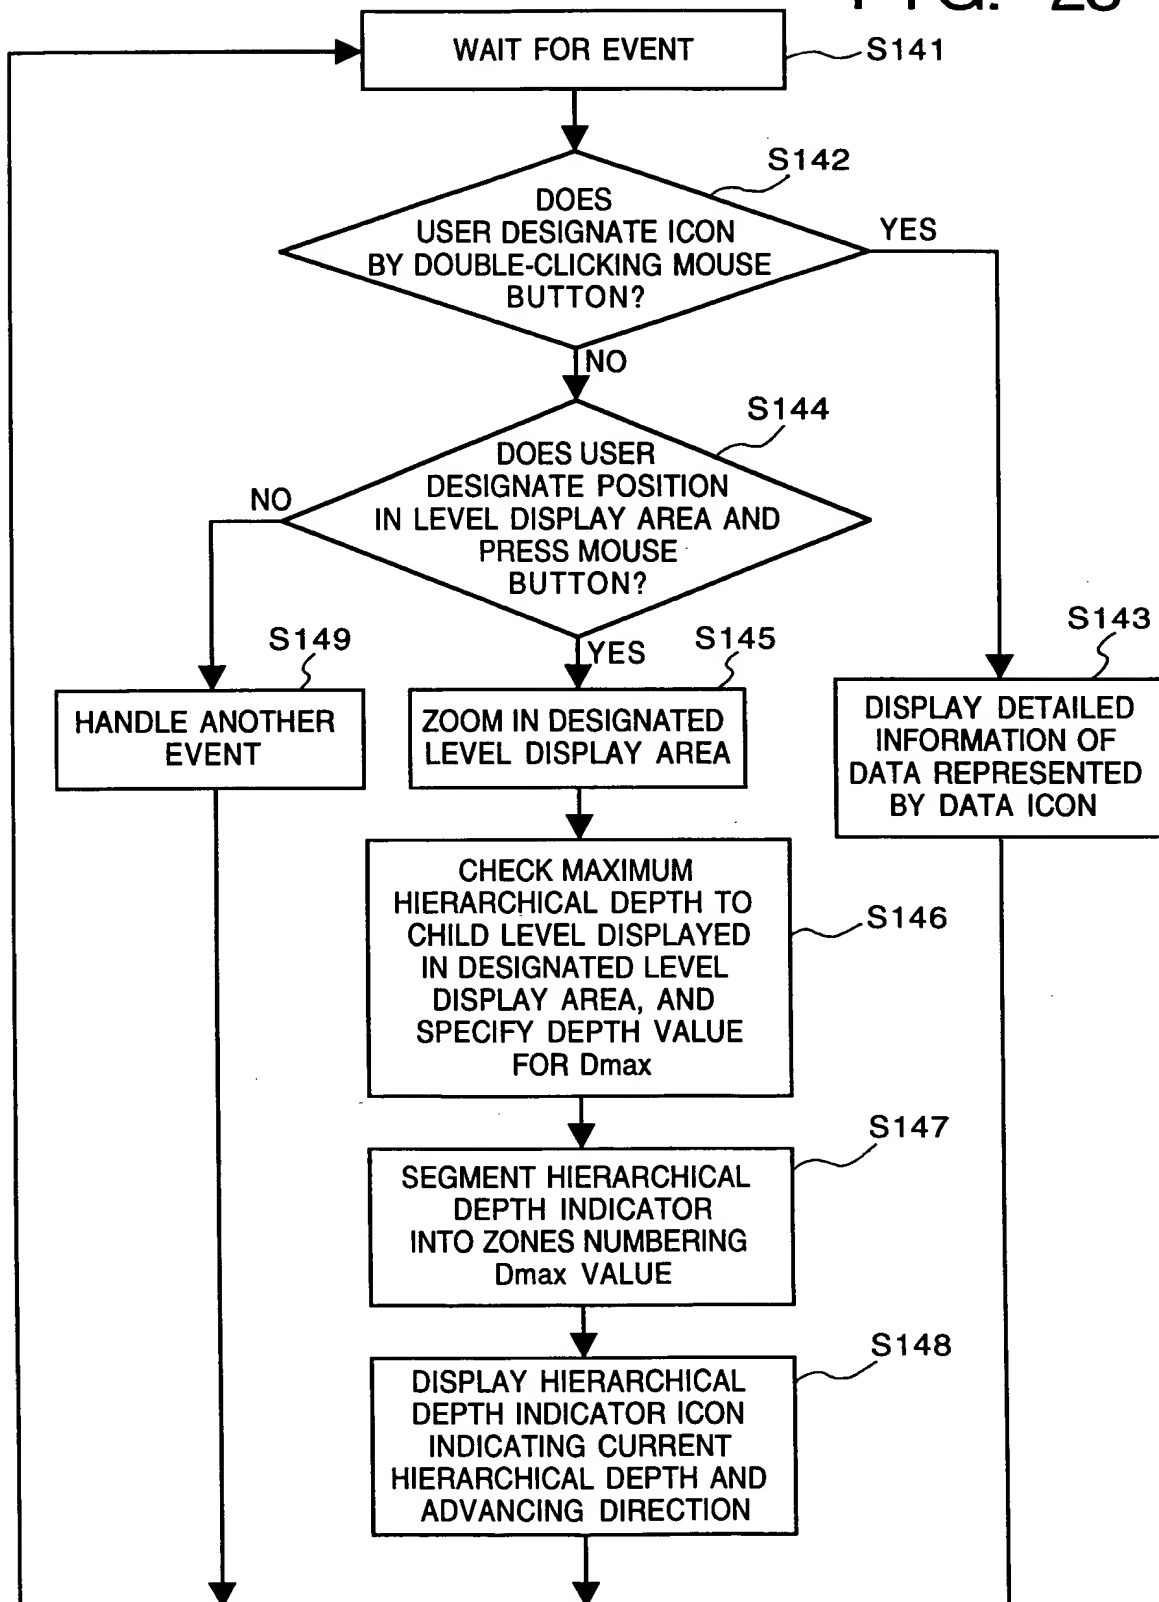 WAIT FOR EVENT
S141
S142
DOES
USER DESIGNATE ICON
BY DOUBLE-CLICKING MOUSE
BUTTON?
YES
NO
S144
DOES USER
DESIGNATE POSITION
IN LEVEL DISPLAY AREA AND
PRESS MOUSE
BUTTON?
NO
YES
S149
HANDLE ANOTHER
EVENT
S145
ZOOM IN DESIGNATED
LEVEL DISPLAY AREA
S143
DISPLAY DETAILED
INFORMATION OF
DATA REPRESENTED
BY DATA ICON
CHECK MAXIMUM
HIERARCHICAL DEPTH TO
CHILD LEVEL DISPLAYED
IN DESIGNATED LEVEL
DISPLAY AREA, AND
SPECIFY DEPTH VALUE
FOR Dmax
S146
S147
SEGMENT HIERARCHICAL
DEPTH INDICATOR
INTO ZONES NUMBERING
Dmax VALUE
S148
DISPLAY HIERARCHICAL
DEPTH INDICATOR ICON
INDICATING CURRENT
HIERARCHICAL DEPTH AND
ADVANCING DIRECTION